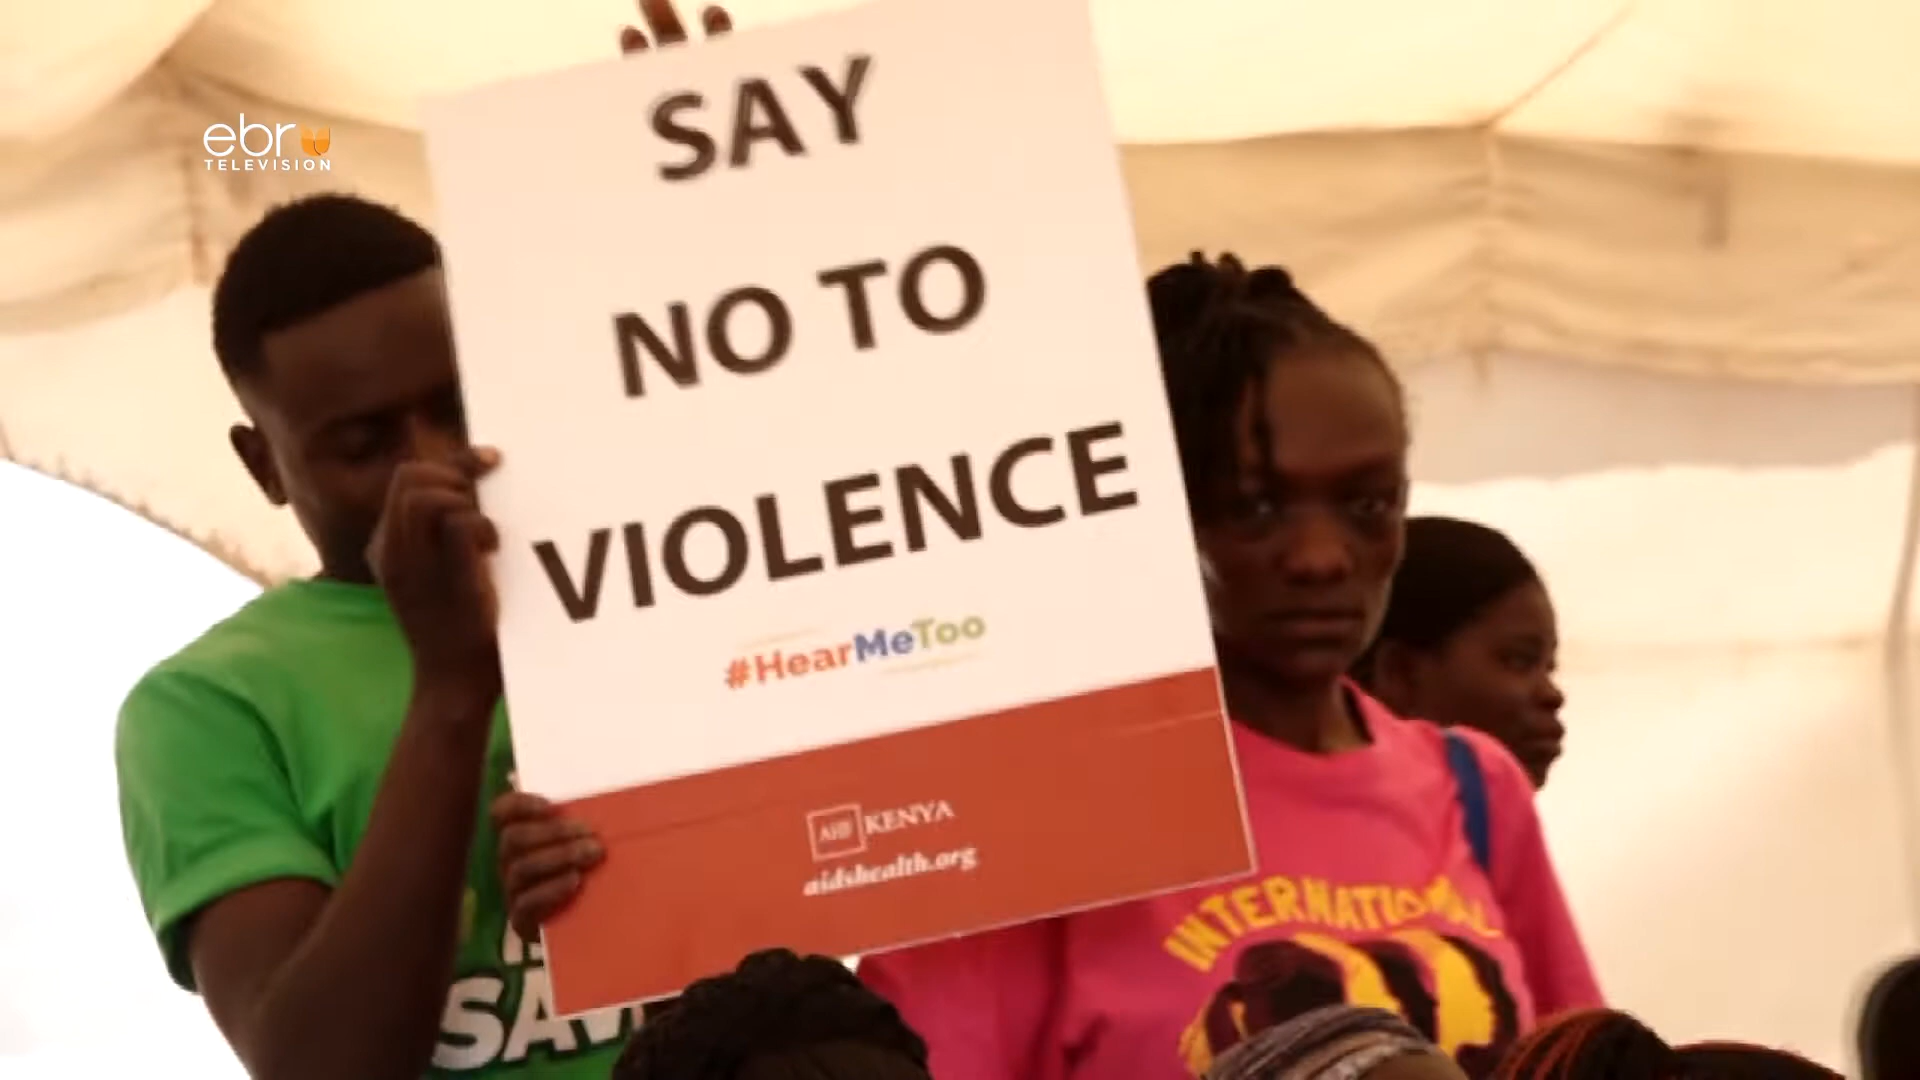 ebru
TELEVISION
SAY
NO TO
VIOLENCE
#HearMeToo
AHF KENYA
aidshealth.org
INTERNATIONAL